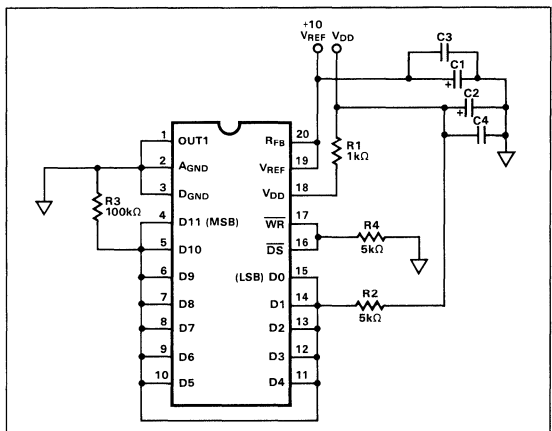 +10
VREF VDD
C3
C1
+
C2
+
C4
R1
1kΩ
1 OUT1 RFB 20
2 AGND VREF 19
3 DGND VDD 18
R3
100kΩ
4 D11 (MSB) WR 17
R4
5kΩ
5 D10 DS 16
6 D9 (LSB) D0 15
7 D8 D1 14
R2
5kΩ
8 D7 D2 13
9 D6 D3 12
10 D5 D4 11